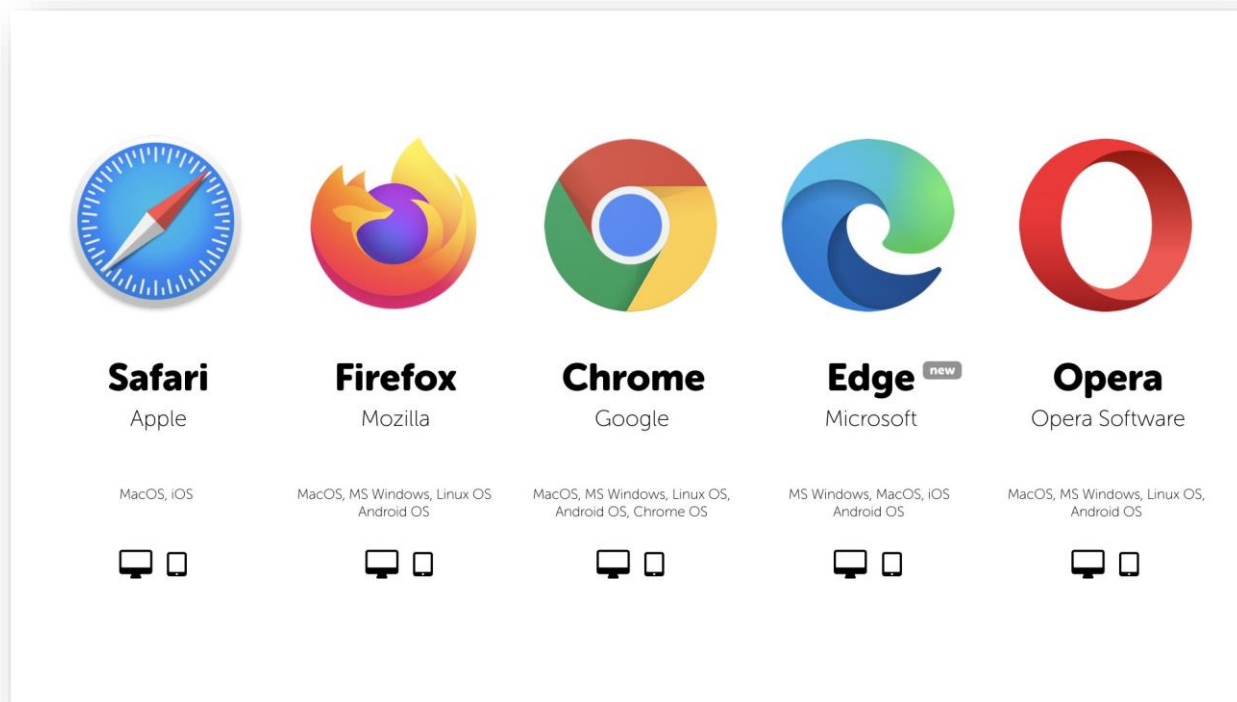 Safari
Apple
MacOS, iOS
Firefox
Mozilla
MacOS, MS Windows, Linux OS
Android OS
Chrome
Google
MacOS, MS Windows, Linux OS,
Android OS, Chrome OS
Edge new
Microsoft
MS Windows, MacOS, iOS
Android OS
Opera
Opera Software
MacOS, MS Windows, Linux OS,
Android OS